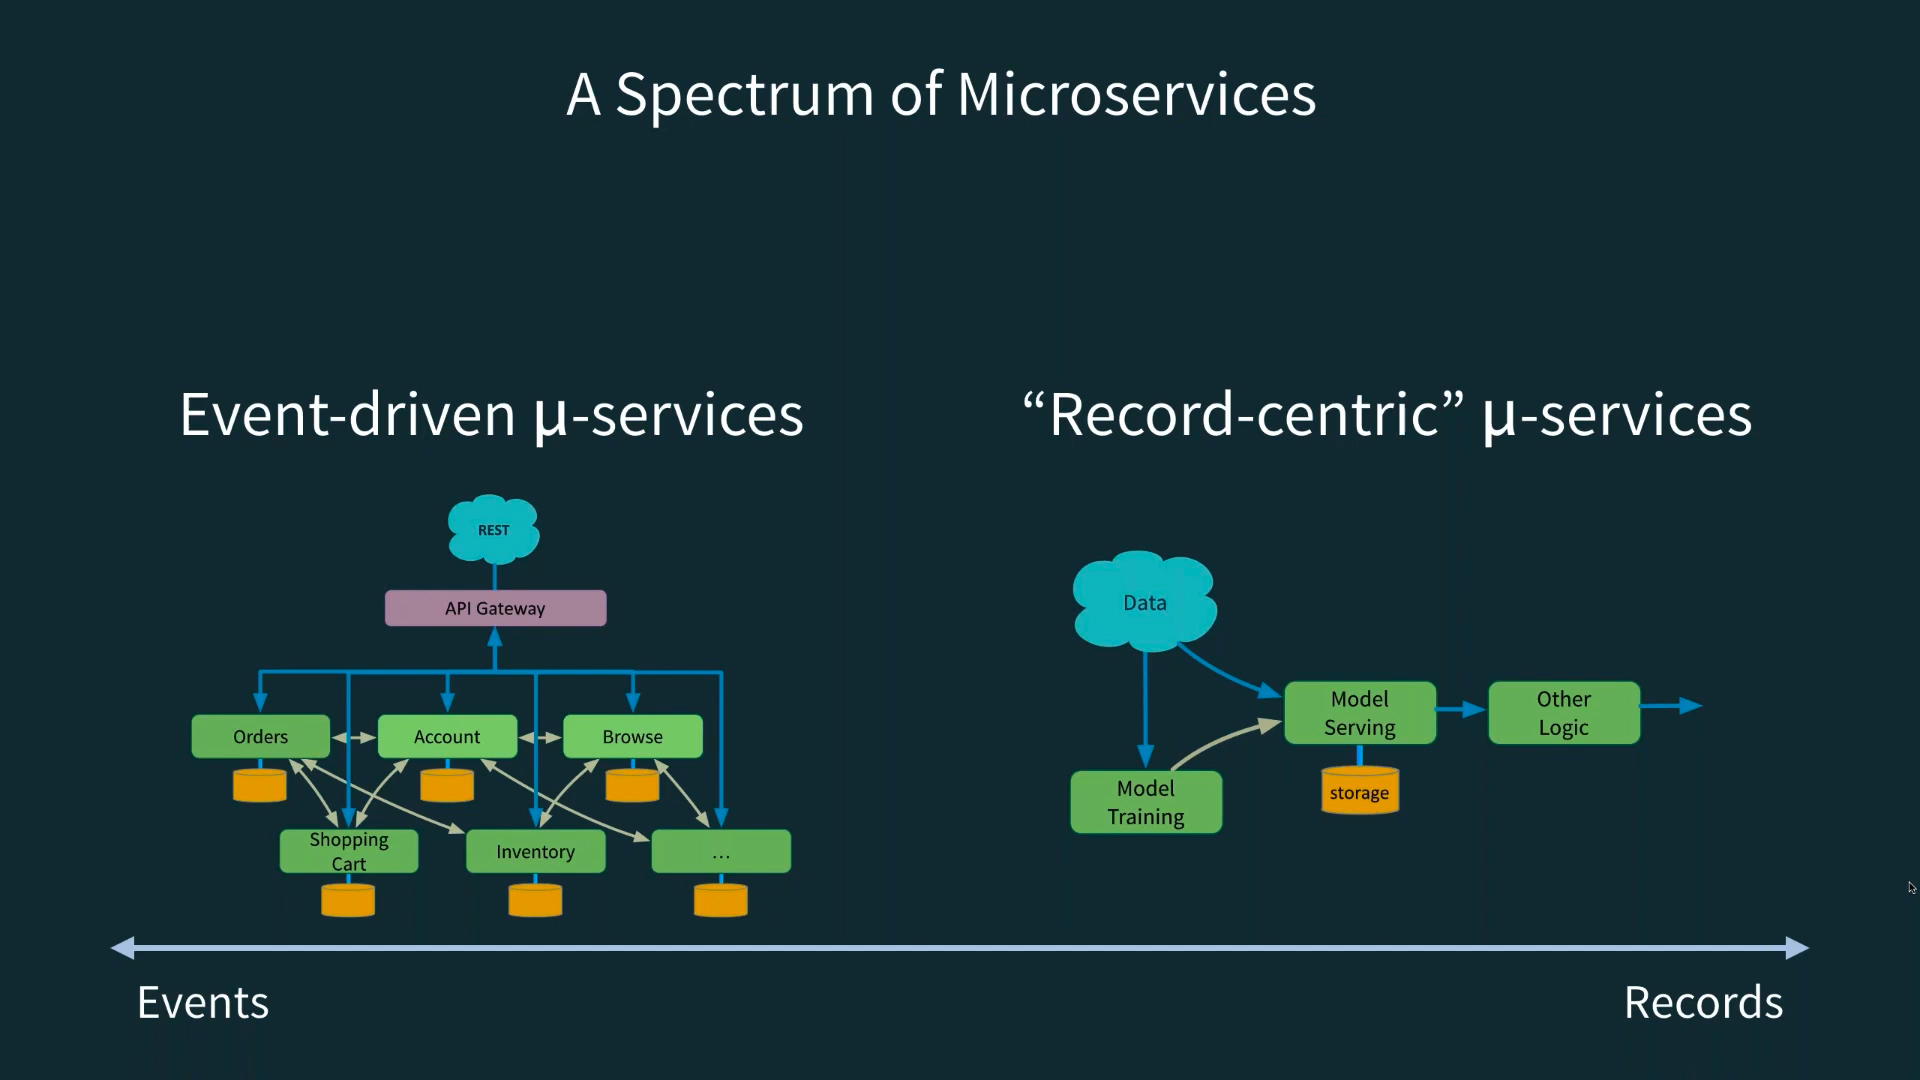 A Spectrum of Microservices
Event-driven µ-services
“Record-centric” µ-services
REST
API Gateway
Orders
Account
Browse
Shopping
Cart
Inventory
...
Data
Model
Serving
Other
Logic
Model
Training
storage
Events
Records